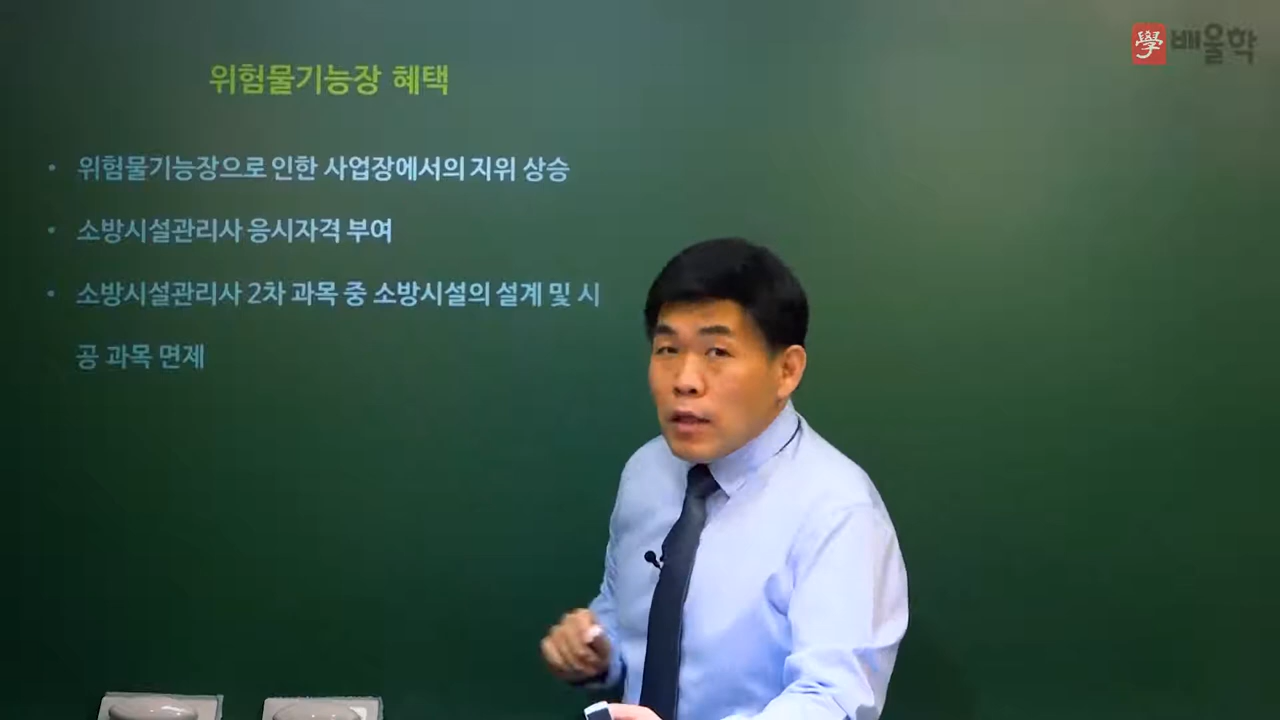 學 배울학
위험물기능장 혜택
• 위험물기능장으로 인한 사업장에서의 지위 상승
• 소방시설관리사 응시자격 부여
• 소방시설관리사 2차 과목 중 소방시설의 설계 및 시
공 과목 면제